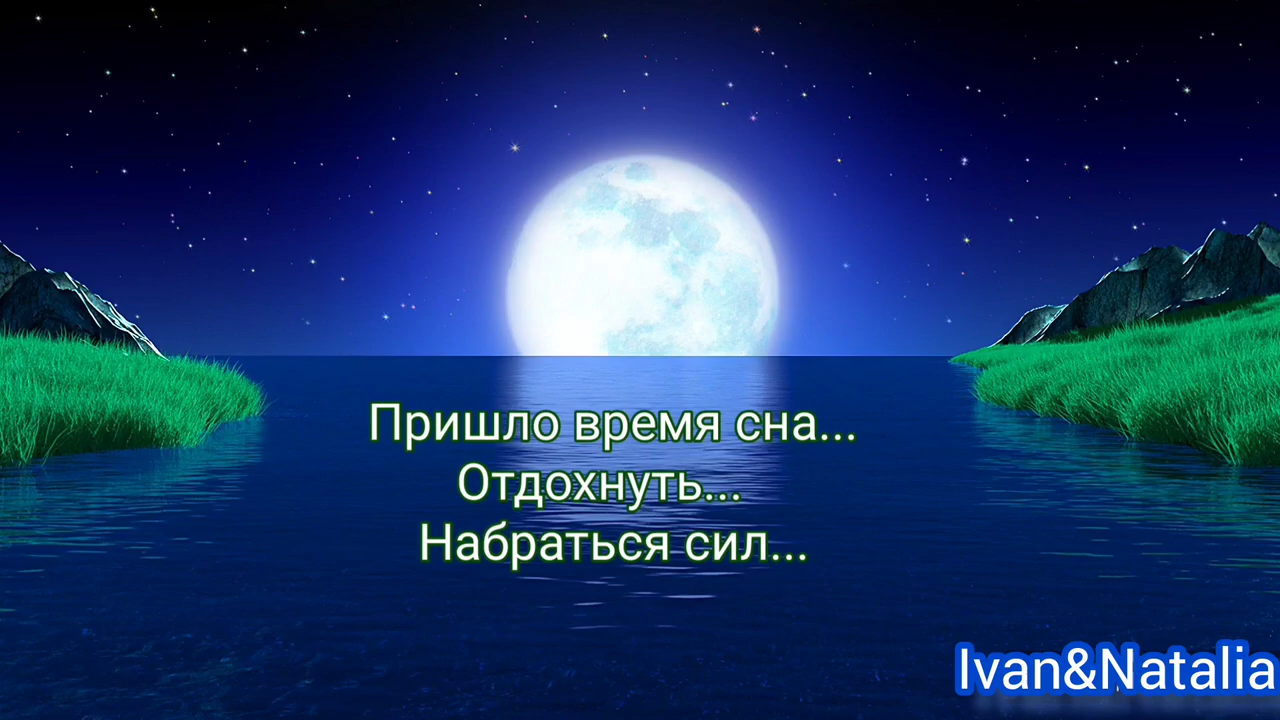 Пришло время сна...
Отдохнуть...
Набраться сил...
Ivan&Natalia